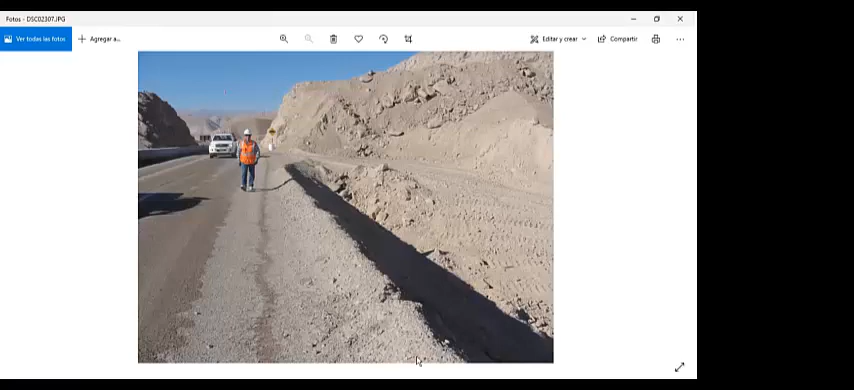 Fotos - DSC02307.JPG
Ver todas las fotos
Agregar a...
Editar y crear
Compartir